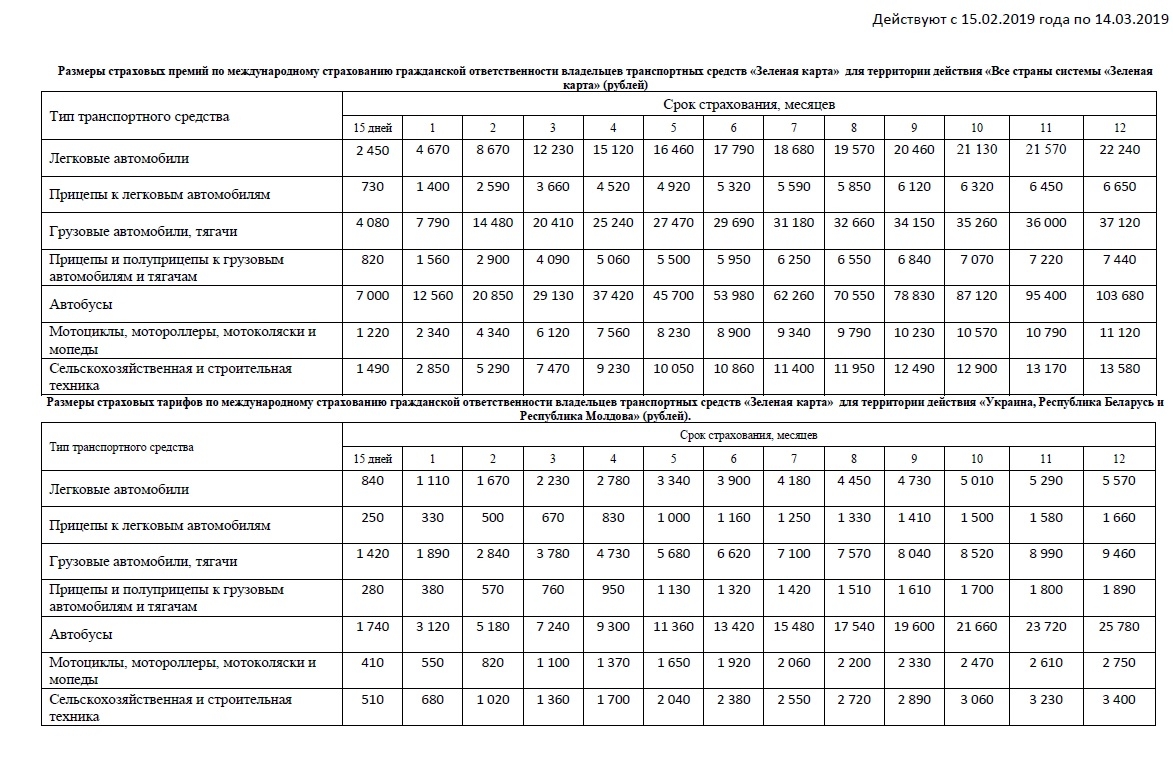 Действуют с 15.02.2019 года по 14.03.2019
Размеры страховых премий по международному страхованию гражданской ответственности владельцев транспортных средств «Зеленая карта» для территории действия «Все страны системы «Зеленая
карта» (рублей)
Тип транспортного средства
Срок страхования, месяцев
15 дней 1 2 3 4 5 6 7 8 9 10 11 12
Легковые автомобили 2 450 4 670 8 670 12 230 15 120 16 460 17 790 18 680 19 570 20 460 21 130 21 570 22 240
Прицепы к легковым автомобилям 730 1 400 2 590 3 660 4 520 4 920 5 320 5 590 5 850 6 120 6 320 6 450 6 650
Грузовые автомобили, тягачи 4 080 7 790 14 480 20 410 25 240 27 470 29 690 31 180 32 660 34 150 35 260 36 000 37 120
Прицепы и полуприцепы к грузовым
автомобилям и тягачам 820 1 560 2 900 4 090 5 060 5 500 5 950 6 250 6 550 6 840 7 070 7 220 7 440
Автобусы 7 000 12 560 20 850 29 130 37 420 45 700 53 980 62 260 70 550 78 830 87 120 95 400 103 680
Мотоциклы, мотороллеры, мотоколяски и
мопеды 1 220 2 340 4 340 6 120 7 560 8 230 8 900 9 340 9 790 10 230 10 570 10 790 11 120
Сельскохозяйственная и строительная
техника 1 490 2 850 5 290 7 470 9 230 10 050 10 860 11 400 11 950 12 490 12 900 13 170 13 580
Размеры страховых тарифов по международному страхованию гражданской ответственности владельцев транспортных средств «Зеленая карта» для территории действия «Украина, Республика Беларусь и
Республика Молдова» (рублей).
Тип транспортного средства
Срок страхования, месяцев
15 дней 1 2 3 4 5 6 7 8 9 10 11 12
Легковые автомобили 840 1 110 1 670 2 230 2 780 3 340 3 900 4 180 4 450 4 730 5 010 5 290 5 570
Прицепы к легковым автомобилям 250 330 500 670 830 1 000 1 160 1 250 1 330 1 410 1 500 1 580 1 660
Грузовые автомобили, тягачи 1 420 1 890 2 840 3 780 4 730 5 680 6 620 7 100 7 570 8 040 8 520 8 990 9 460
Прицепы и полуприцепы к грузовым
автомобилям и тягачам 280 380 570 760 950 1 130 1 320 1 420 1 510 1 610 1 700 1 800 1 890
Автобусы 1 740 3 120 5 180 7 240 9 300 11 360 13 420 15 480 17 540 19 600 21 660 23 720 25 780
Мотоциклы, мотороллеры, мотоколяски и
мопеды 410 550 820 1 100 1 370 1 650 1 920 2 060 2 200 2 330 2 470 2 610 2 750
Сельскохозяйственная и строительная
техника 510 680 1 020 1 360 1 700 2 040 2 380 2 550 2 720 2 890 3 060 3 230 3 400